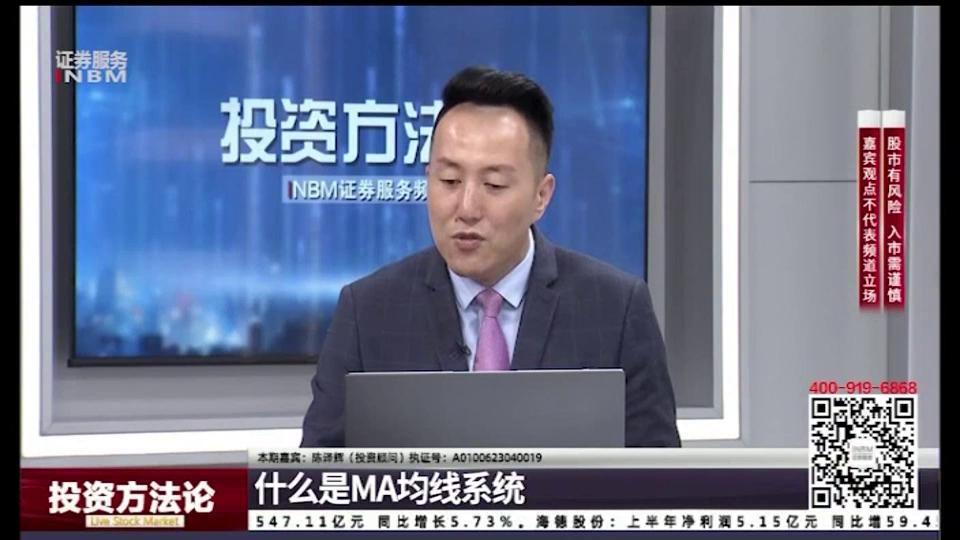 证券服务
INBM
投资方法
INBM证券服务频
股市有风险 入市需谨慎
嘉宾观点不代表频道立场
400-919-6868
本期嘉宾：陈译辉（投资顾问）执证号：A0100623040019
投资方法论
Live Stock Market
什么是MA均线系统
547.11亿元 同比增长5.73%。海德股份：上半年净利润5.15亿元 同比增59.4